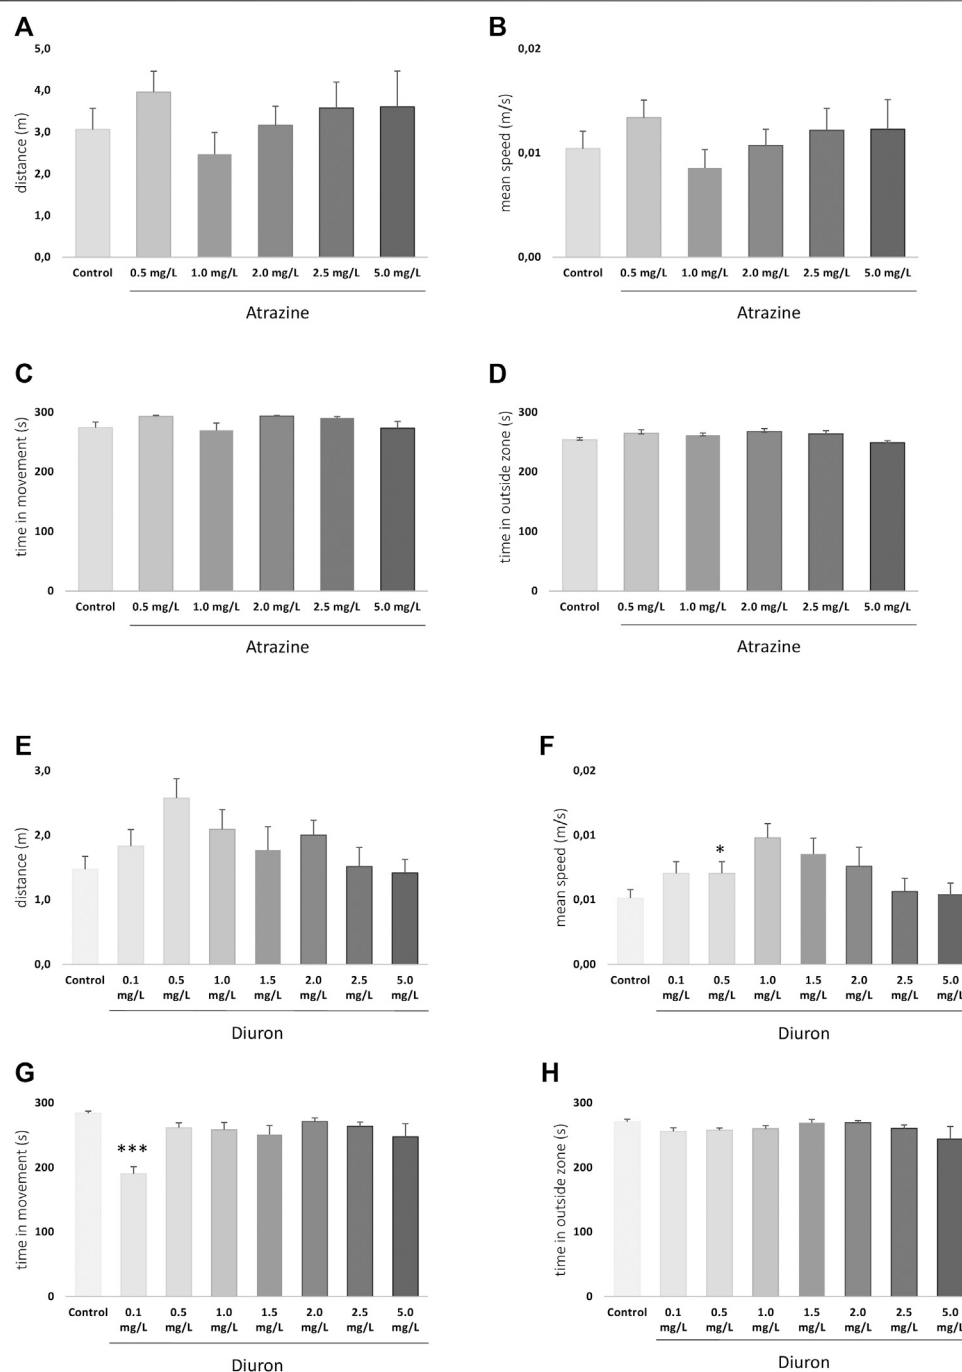 A
distance (m)
5,0
4,0
3,0
2,0
1,0
0,0
Control 0.5 mg/L 1.0 mg/L 2.0 mg/L 2.5 mg/L 5.0 mg/L
Atrazine
B
mean speed (m/s)
0,02
0,01
0,00
Control 0.5 mg/L 1.0 mg/L 2.0 mg/L 2.5 mg/L 5.0 mg/L
Atrazine
C
time in movement (s)
300
200
100
0
Control 0.5 mg/L 1.0 mg/L 2.0 mg/L 2.5 mg/L 5.0 mg/L
Atrazine
D
time in outside zone (s)
300
200
100
0
Control 0.5 mg/L 1.0 mg/L 2.0 mg/L 2.5 mg/L 5.0 mg/L
Atrazine
E
distance (m)
3,0
2,0
1,0
0,0
Control 0.1 0.5 1.0 1.5 2.0 2.5 5.0
mg/L mg/L mg/L mg/L mg/L mg/L mg/L
Diuron
F
mean speed (m/s)
0,02
0,01
0,01
0,00
*
Control 0.1 0.5 1.0 1.5 2.0 2.5 5.0
mg/L mg/L mg/L mg/L mg/L mg/L mg/L
Diuron
G
time in movement (s)
300
200
100
0
***
Control 0.1 0.5 1.0 1.5 2.0 2.5 5.0
mg/L mg/L mg/L mg/L mg/L mg/L mg/L
Diuron
H
time in outside zone (s)
300
200
100
0
Control 0.1 0.5 1.0 1.5 2.0 2.5 5.0
mg/L mg/L mg/L mg/L mg/L mg/L mg/L
Diuron